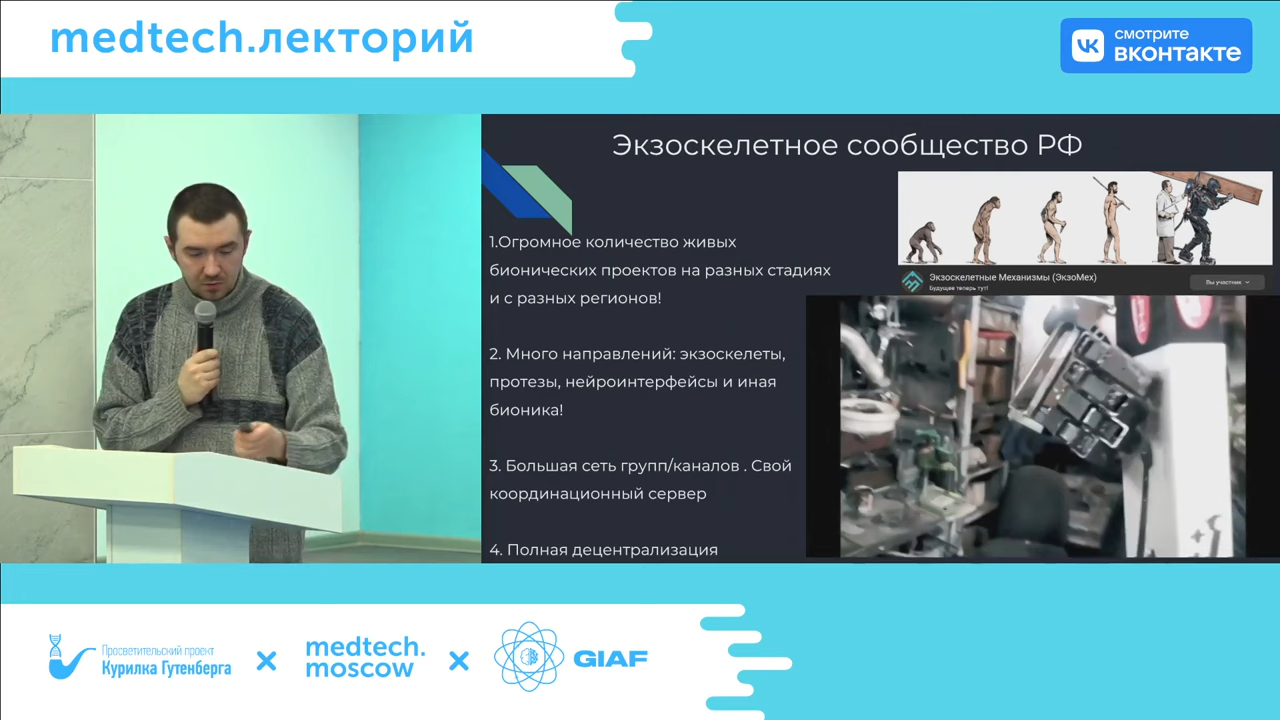 medtech.лекторий
смотрите
вконтакте
Экзоскелетное сообщество РФ
1.Огромное количество живых
бионических проектов на разных стадиях
и с разных регионов!
2. Много направлений: экзоскелеты,
протезы, нейроинтерфейсы и иная
бионика!
3. Большая сеть групп/каналов . Свой
координационный сервер
4. Полная децентрализация
Экзоскелетные Механизмы (ЭкзоМех)
Будущее теперь тут!
Вы участник
Просветительский проект
Курилка Гутенберга
medtech.
moscow
GIAF